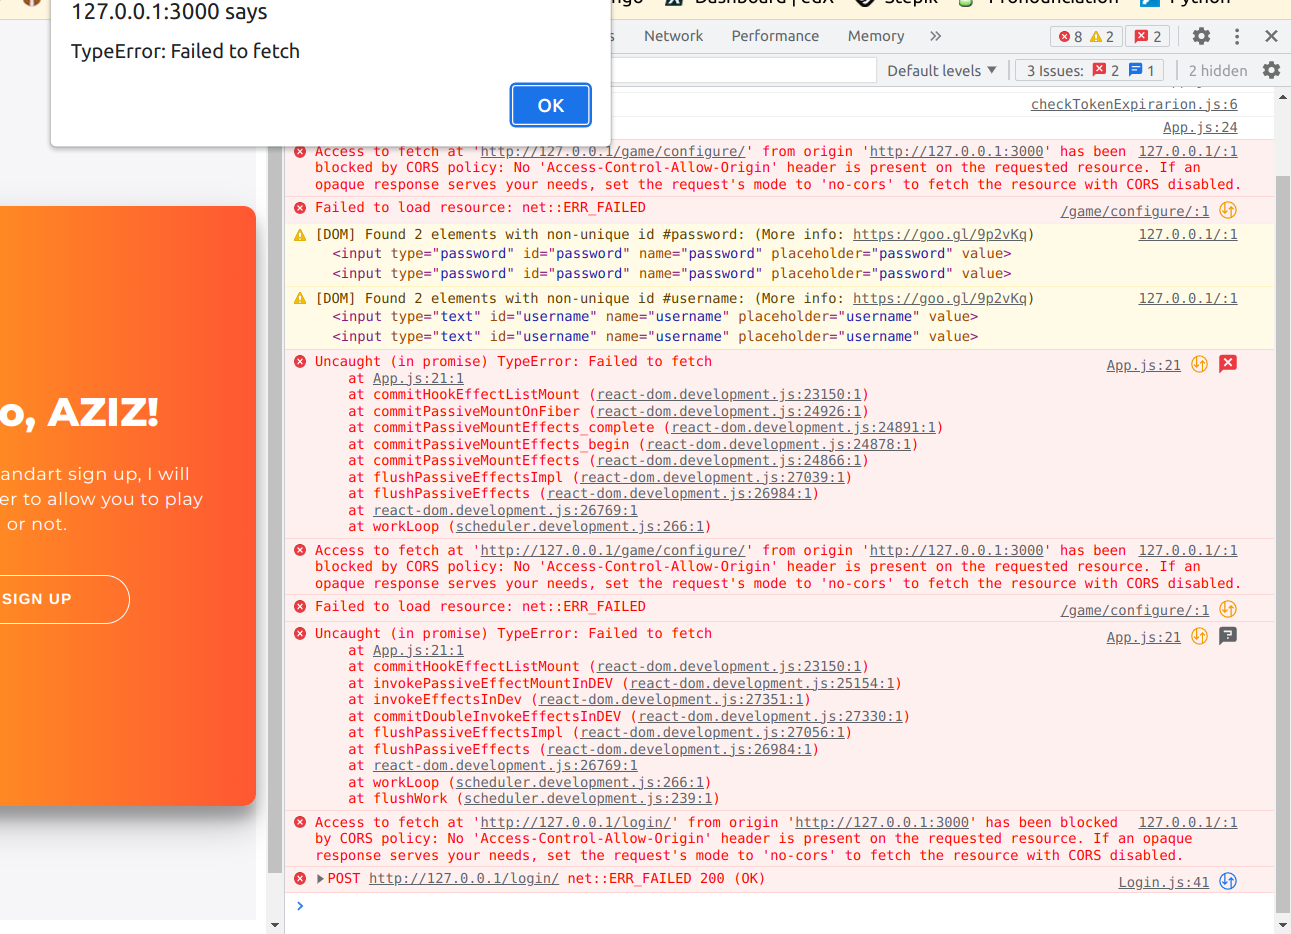 ngo Dashboard | edX Stepik Pronounciation Python
127.0.0.1:3000 says
TypeError: Failed to fetch
OK
s Network Performance Memory » 8 2 2
Default levels ▼ 3 Issues: 2 1 2 hidden
checkTokenExpirarion.js:6
App.js:24
Access to fetch at 'http://127.0.0.1/game/configure/' from origin 'http://127.0.0.1:3000' has been 127.0.0.1/:1
blocked by CORS policy: No 'Access-Control-Allow-Origin' header is present on the requested resource. If an
opaque response serves your needs, set the request's mode to 'no-cors' to fetch the resource with CORS disabled.
Failed to load resource: net::ERR_FAILED /game/configure/:1
[DOM] Found 2 elements with non-unique id #password: (More info: https://goo.gl/9p2vKq) 127.0.0.1/:1
<input type="password" id="password" name="password" placeholder="password" value>
<input type="password" id="password" name="password" placeholder="password" value>
[DOM] Found 2 elements with non-unique id #username: (More info: https://goo.gl/9p2vKq) 127.0.0.1/:1
<input type="text" id="username" name="username" placeholder="username" value>
<input type="text" id="username" name="username" placeholder="username" value>
Uncaught (in promise) TypeError: Failed to fetch App.js:21
at App.js:21:1
at commitHookEffectListMount (react-dom.development.js:23150:1)
at commitPassiveMountOnFiber (react-dom.development.js:24926:1)
at commitPassiveMountEffects_complete (react-dom.development.js:24891:1)
at commitPassiveMountEffects_begin (react-dom.development.js:24878:1)
at commitPassiveMountEffects (react-dom.development.js:24866:1)
at flushPassiveEffectsImpl (react-dom.development.js:27039:1)
at flushPassiveEffects (react-dom.development.js:26984:1)
at react-dom.development.js:26769:1
at workLoop (scheduler.development.js:266:1)
Access to fetch at 'http://127.0.0.1/game/configure/' from origin 'http://127.0.0.1:3000' has been 127.0.0.1/:1
blocked by CORS policy: No 'Access-Control-Allow-Origin' header is present on the requested resource. If an
opaque response serves your needs, set the request's mode to 'no-cors' to fetch the resource with CORS disabled.
Failed to load resource: net::ERR_FAILED /game/configure/:1
Uncaught (in promise) TypeError: Failed to fetch App.js:21
at App.js:21:1
at commitHookEffectListMount (react-dom.development.js:23150:1)
at invokePassiveEffectMountInDEV (react-dom.development.js:25154:1)
at invokeEffectsInDev (react-dom.development.js:27351:1)
at commitDoubleInvokeEffectsInDEV (react-dom.development.js:27330:1)
at flushPassiveEffectsImpl (react-dom.development.js:27056:1)
at flushPassiveEffects (react-dom.development.js:26984:1)
at react-dom.development.js:26769:1
at workLoop (scheduler.development.js:266:1)
at flushWork (scheduler.development.js:239:1)
Access to fetch at 'http://127.0.0.1/login/' from origin 'http://127.0.0.1:3000' has been blocked 127.0.0.1/:1
by CORS policy: No 'Access-Control-Allow-Origin' header is present on the requested resource. If an opaque
response serves your needs, set the request's mode to 'no-cors' to fetch the resource with CORS disabled.
POST http://127.0.0.1/login/ net::ERR_FAILED 200 (OK) Login.js:41
o, AZIZ!
andart sign up, I will
er to allow you to play
or not.
SIGN UP